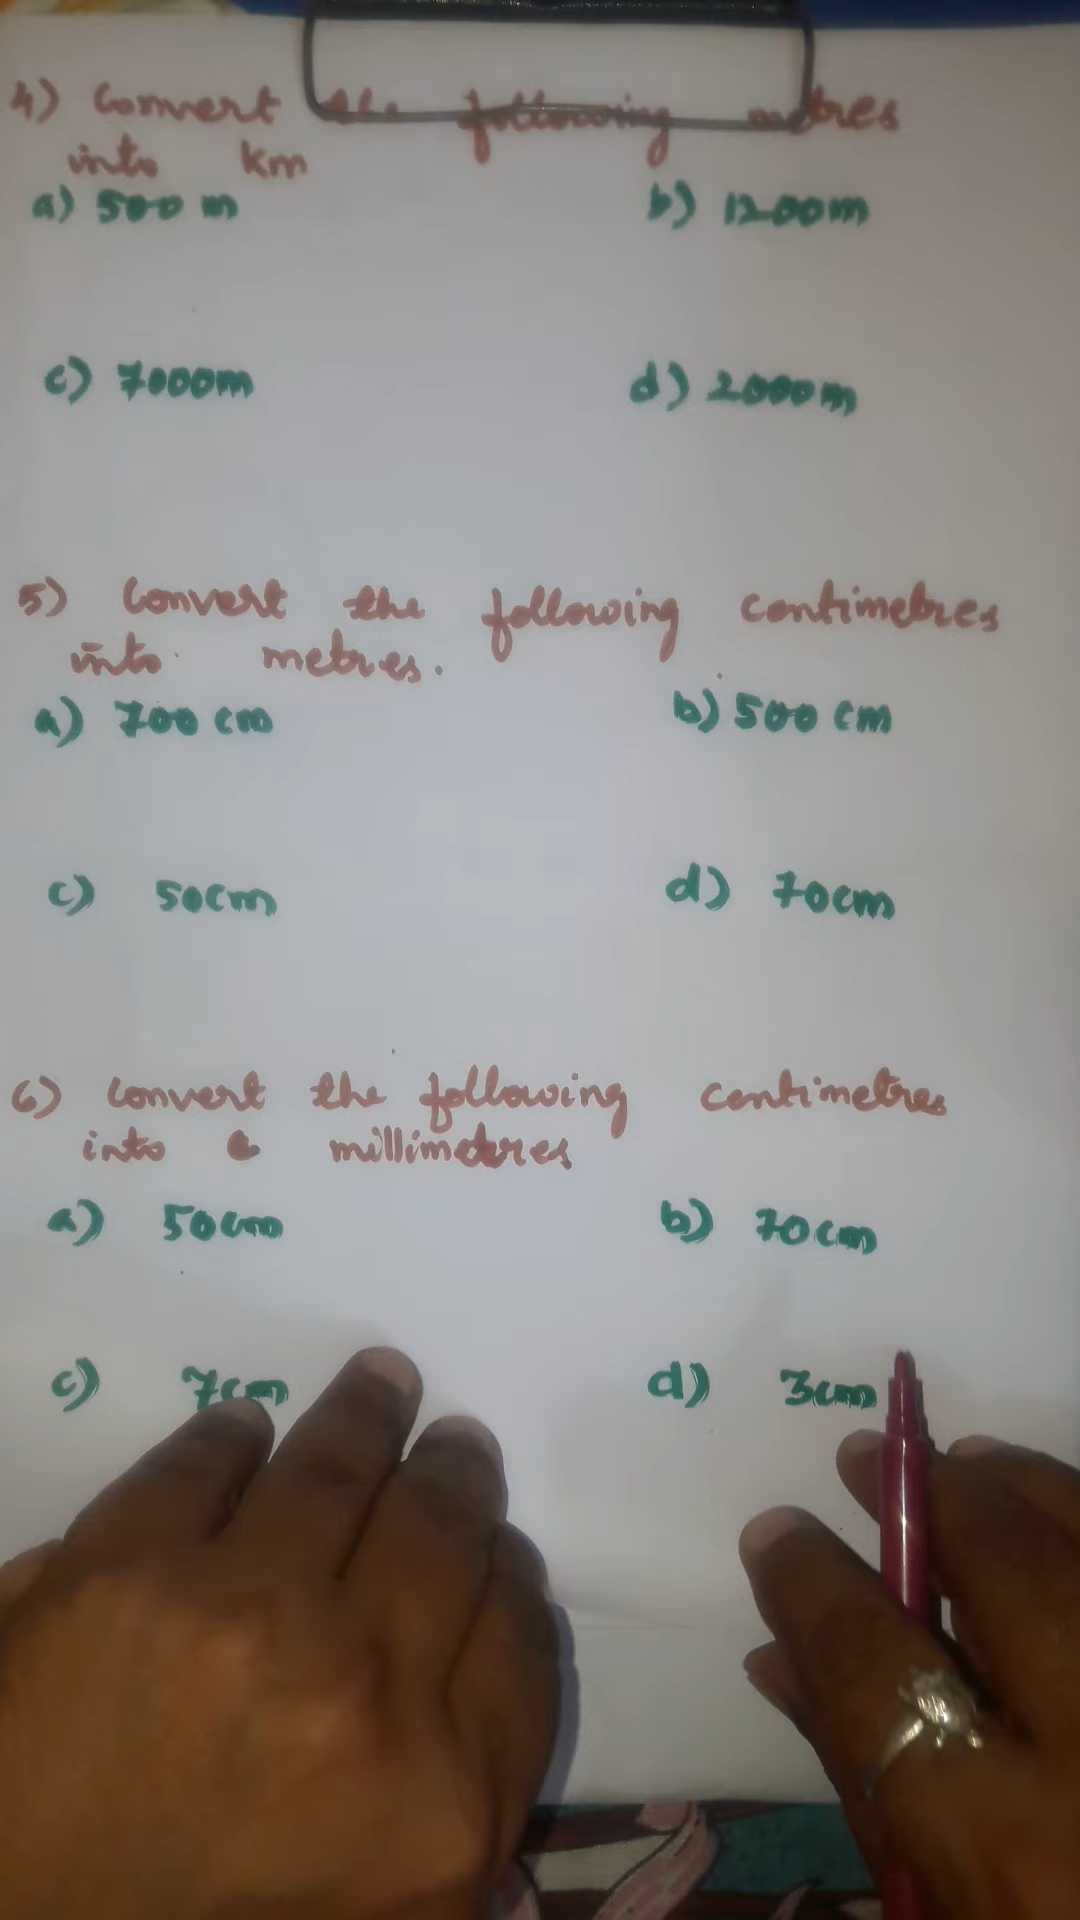 4) Convert the following metres
into km
a) 500 m b) 1200m
c) 7000m d) 2000m
5) Convert the following centimetres
into metres.
a) 700 cm b) 500 cm
c) 50cm d) 70cm
6) Convert the following centimetres
into millimetres
a) 50cm b) 70cm
c) 7cm d) 3cm